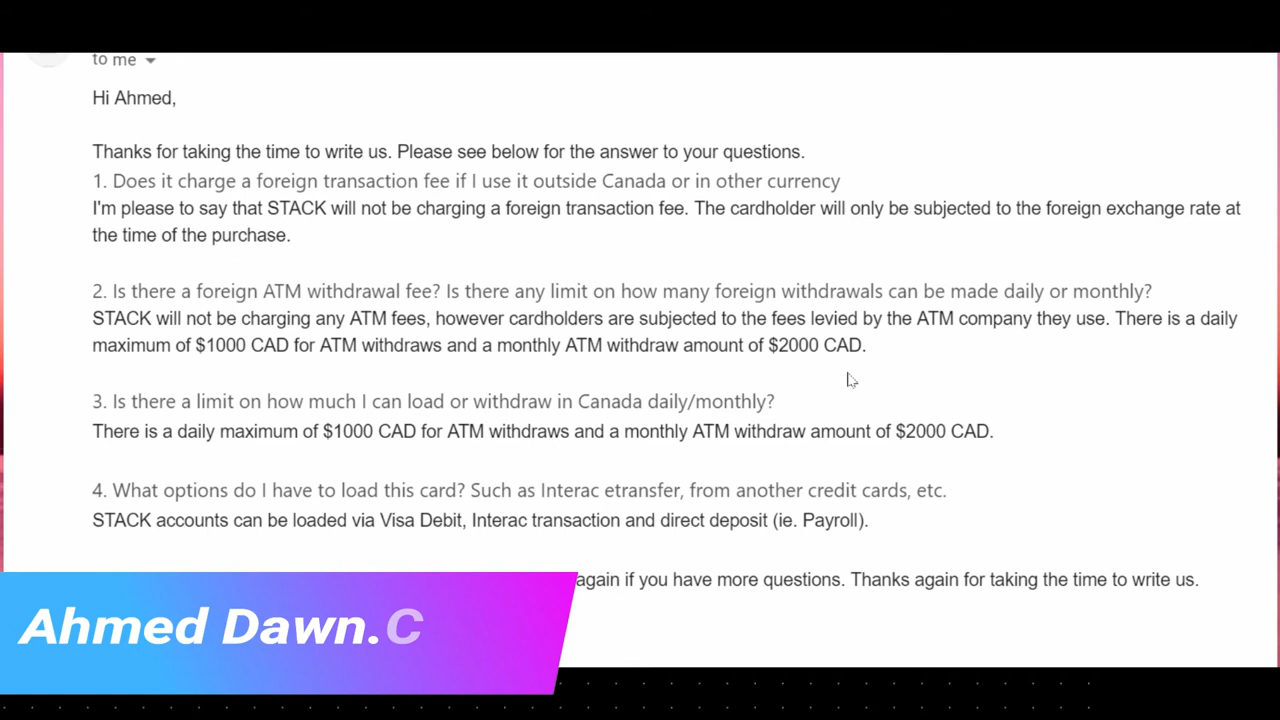 to me
Hi Ahmed,
Thanks for taking the time to write us. Please see below for the answer to your questions.
1. Does it charge a foreign transaction fee if I use it outside Canada or in other currency
I'm please to say that STACK will not be charging a foreign transaction fee. The cardholder will only be subjected to the foreign exchange rate at
the time of the purchase.
2. Is there a foreign ATM withdrawal fee? Is there any limit on how many foreign withdrawals can be made daily or monthly?
STACK will not be charging any ATM fees, however cardholders are subjected to the fees levied by the ATM company they use. There is a daily
maximum of $1000 CAD for ATM withdraws and a monthly ATM withdraw amount of $2000 CAD.
3. Is there a limit on how much I can load or withdraw in Canada daily/monthly?
There is a daily maximum of $1000 CAD for ATM withdraws and a monthly ATM withdraw amount of $2000 CAD.
4. What options do I have to load this card? Such as Interac etransfer, from another credit cards, etc.
STACK accounts can be loaded via Visa Debit, Interac transaction and direct deposit (ie. Payroll).
again if you have more questions. Thanks again for taking the time to write us.
Ahmed Dawn.C